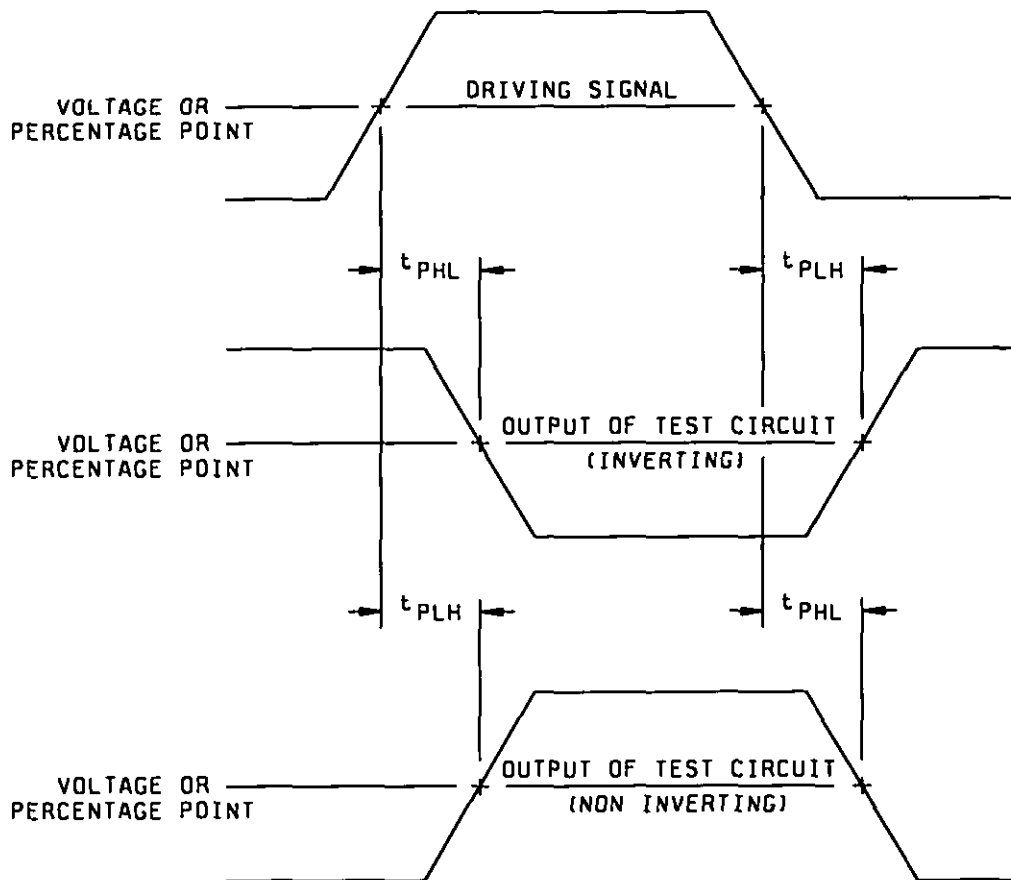 DRIVING SIGNAL
VOLTAGE OR
PERCENTAGE POINT
tPHL
tPLH
OUTPUT OF TEST CIRCUIT
(INVERTING)
VOLTAGE OR
PERCENTAGE POINT
tPLH
tPHL
OUTPUT OF TEST CIRCUIT
(NON INVERTING)
VOLTAGE OR
PERCENTAGE POINT